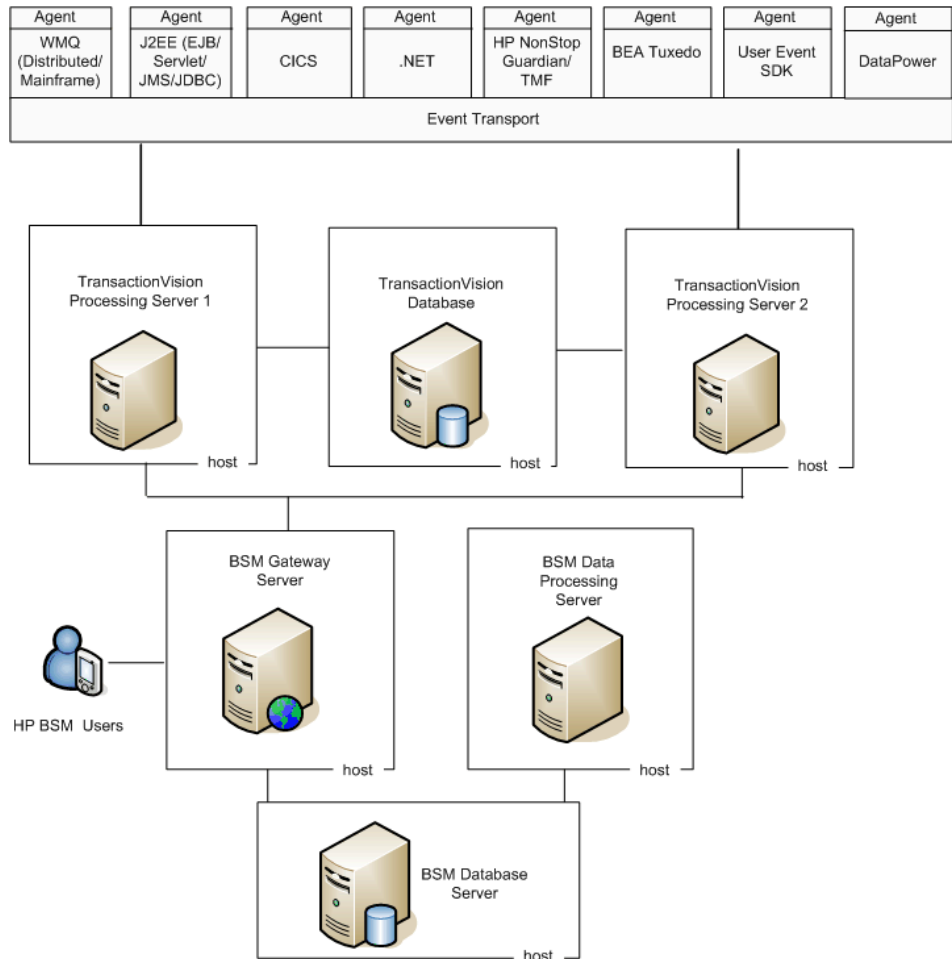 Agent
WMQ
(Distributed/
Mainframe)
Agent
J2EE (EJB/
Servlet/
JMS/JDBC)
Agent
CICS
Agent
.NET
Agent
HP NonStop
Guardian/
TMF
Agent
BEA Tuxedo
Agent
User Event
SDK
Agent
DataPower
Event Transport
TransactionVision
Processing Server 1
host
TransactionVision
Database
host
TransactionVision
Processing Server 2
host
BSM Gateway
Server
host
BSM Data
Processing
Server
host
HP BSM Users
BSM Database
Server
host